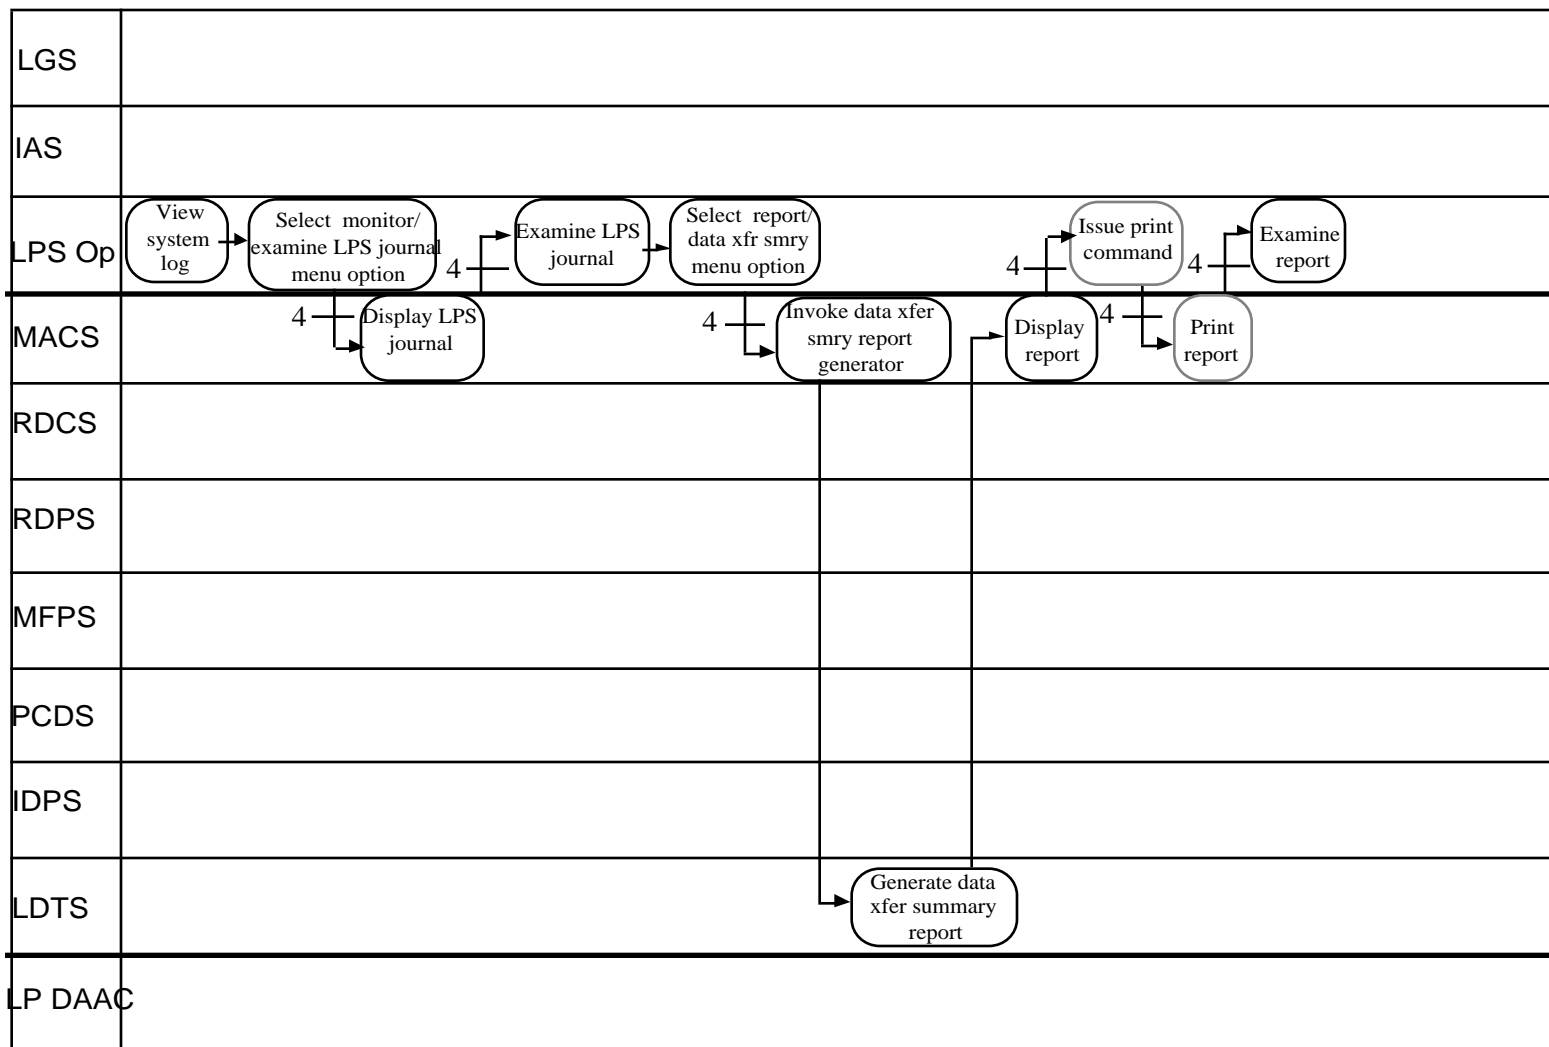 LGS
IAS
LPS Op
View
system
log
Select monitor/
examine LPS journal
menu option
4
Examine LPS
journal
Select report/
data xfr smry
menu option
4
Issue print
command
4
Examine
report
MACS
4
Display LPS
journal
4
Invoke data xfer
smry report
generator
Display
report
4
Print
report
RDCS
RDPS
MFPS
PCDS
IDPS
LDTS
Generate data
xfer summary
report
LP DAAC